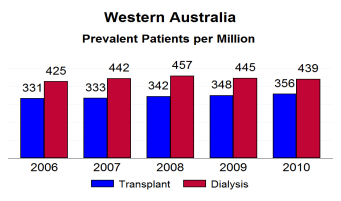 Western Australia
Prevalent Patients per Million
331 425 333 442 342 457 348 445 356 439
2006 2007 2008 2009 2010
Transplant Dialysis